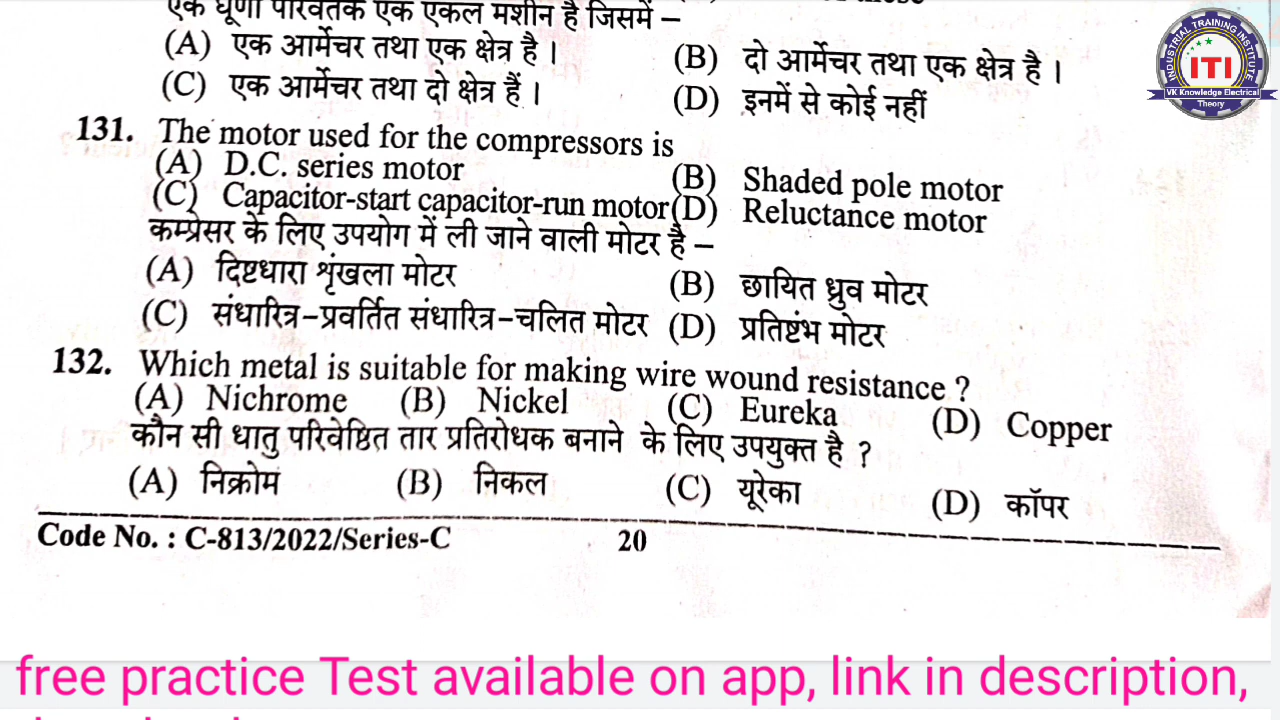 एक घूर्णी परिवर्तक एक एकल मशीन है जिसमें –
(A) एक आर्मेचर तथा एक क्षेत्र है । (B) दो आर्मेचर तथा एक क्षेत्र है ।
(C) एक आर्मेचर तथा दो क्षेत्र हैं । (D) इनमें से कोई नहीं
INDUSTRIAL TRAINING INSTITUTE
ITI
VK Knowledge Electrical
Theory
131. The motor used for the compressors is
(A) D.C. series motor (B) Shaded pole motor
(C) Capacitor-start capacitor-run motor (D) Reluctance motor
कम्प्रेसर के लिए उपयोग में ली जाने वाली मोटर है –
(A) दिष्टधारा शृंखला मोटर (B) छायित ध्रुव मोटर
(C) संधारित्र–प्रवर्तित संधारित्र–चलित मोटर (D) प्रतिष्टंभ मोटर
132. Which metal is suitable for making wire wound resistance ?
(A) Nichrome (B) Nickel (C) Eureka (D) Copper
कौन सी धातु परिवेष्ठित तार प्रतिरोधक बनाने के लिए उपयुक्त है ?
(A) निक्रोम (B) निकल (C) यूरेका (D) कॉपर
Code No. : C-813/2022/Series-C 20
free practice Test available on app, link in description,